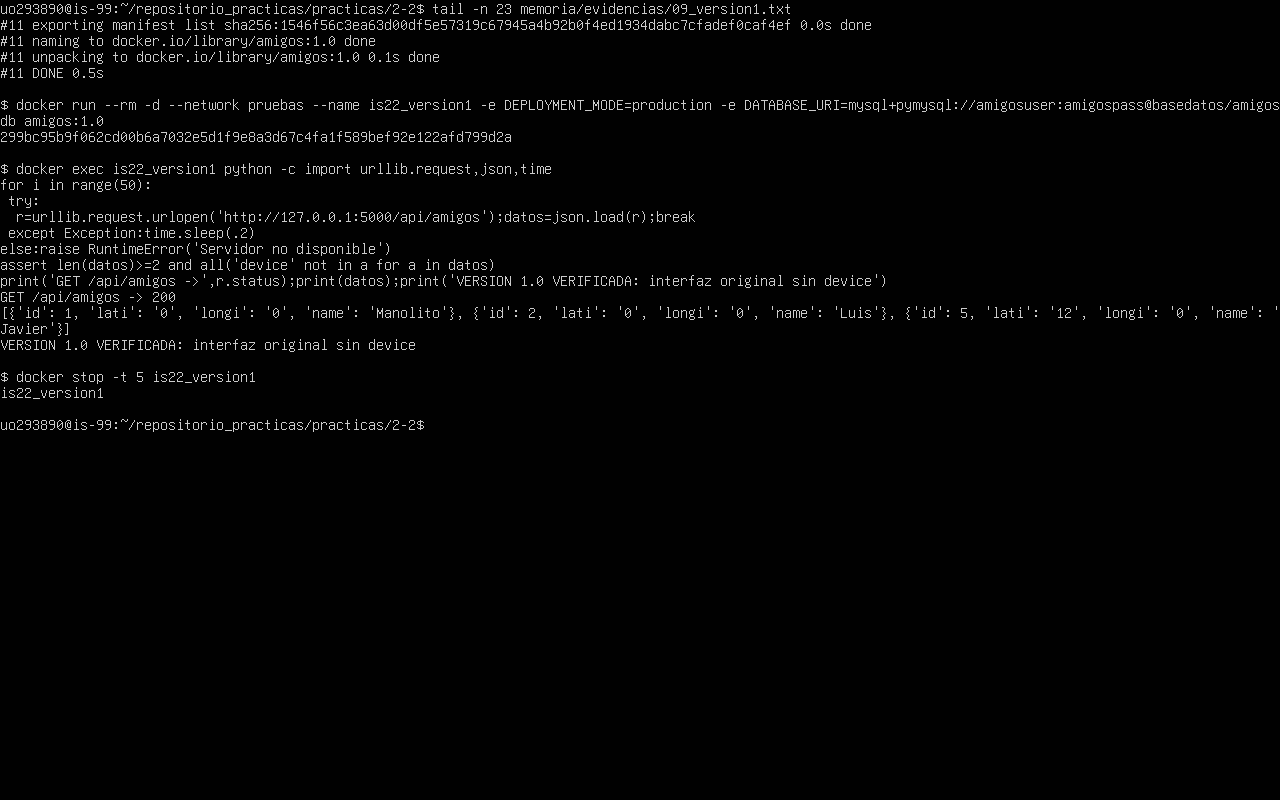 uo293890@is-99:~/repositorio_practicas/practicas/2-2$ tail -n 23 memoria/evidencias/09_version1.txt
#11 exporting manifest list sha256:1546f56c3ea63d00df5e57319c67945a4b92b0f4ed1934dabc7cfadef0caf4ef 0.0s done
#11 naming to docker.io/library/amigos:1.0 done
#11 unpacking to docker.io/library/amigos:1.0 0.1s done
#11 DONE 0.5s

$ docker run --rm -d --network pruebas --name is22_version1 -e DEPLOYMENT_MODE=production -e DATABASE_URI=mysql+pymysql://amigosuser:amigospass@basedatos/amigos
db amigos:1.0
299bc95b9f062cd00b6a7032e5d1f9e8a3d67c4fa1f589bef92e122afd799d2a

$ docker exec is22_version1 python -c import urllib.request,json,time
for i in range(50):
 try:
  r=urllib.request.urlopen('http://127.0.0.1:5000/api/amigos');datos=json.load(r);break
 except Exception:time.sleep(.2)
else:raise RuntimeError('Servidor no disponible')
assert len(datos)>=2 and all('device' not in a for a in datos)
print('GET /api/amigos ->',r.status);print(datos);print('VERSION 1.0 VERIFICADA: interfaz original sin device')
GET /api/amigos -> 200
[{'id': 1, 'lati': '0', 'longi': '0', 'name': 'Manolito'}, {'id': 2, 'lati': '0', 'longi': '0', 'name': 'Luis'}, {'id': 5, 'lati': '12', 'longi': '0', 'name': '
Javier'}]
VERSION 1.0 VERIFICADA: interfaz original sin device

$ docker stop -t 5 is22_version1
is22_version1

uo293890@is-99:~/repositorio_practicas/practicas/2-2$